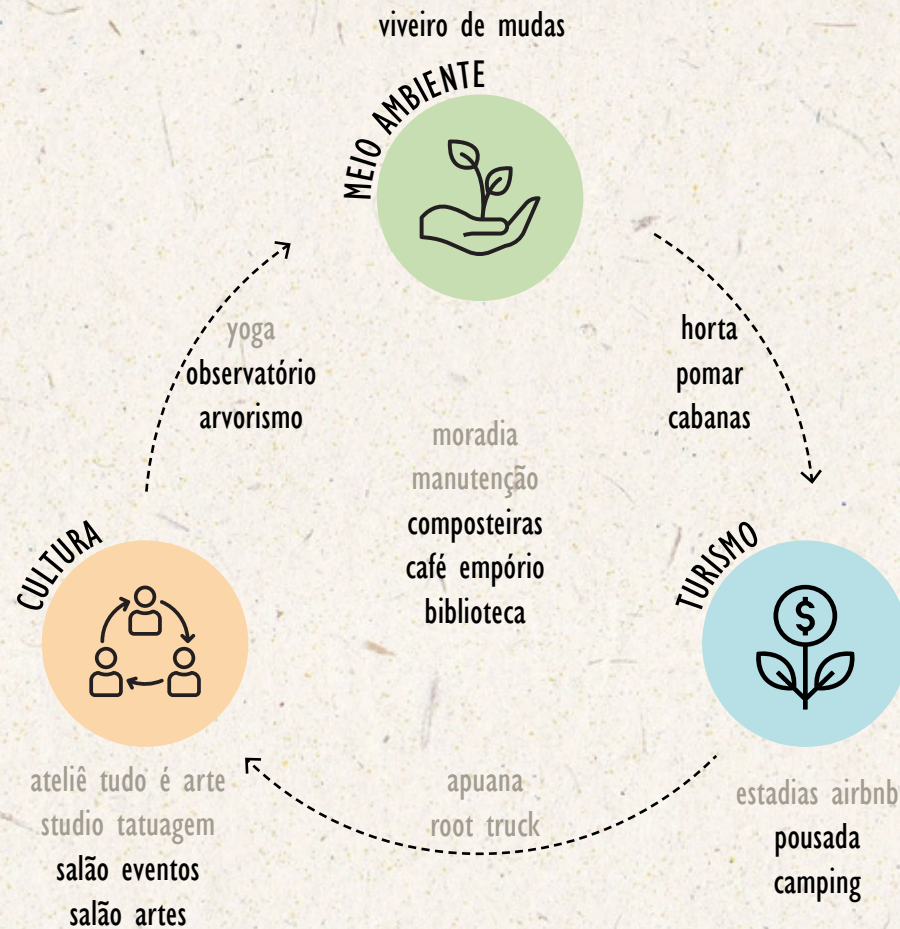 viveiro de mudas
MEIO AMBIENTE
yoga
observatório
arvorismo
horta
pomar
cabanas
moradia
manutenção
composteiras
café empório
biblioteca
CULTURA
TURISMO
$
ateliê tudo é arte
studio tatuagem
salão eventos
salão artes
apuana
root truck
estadias airbnb
pousada
camping